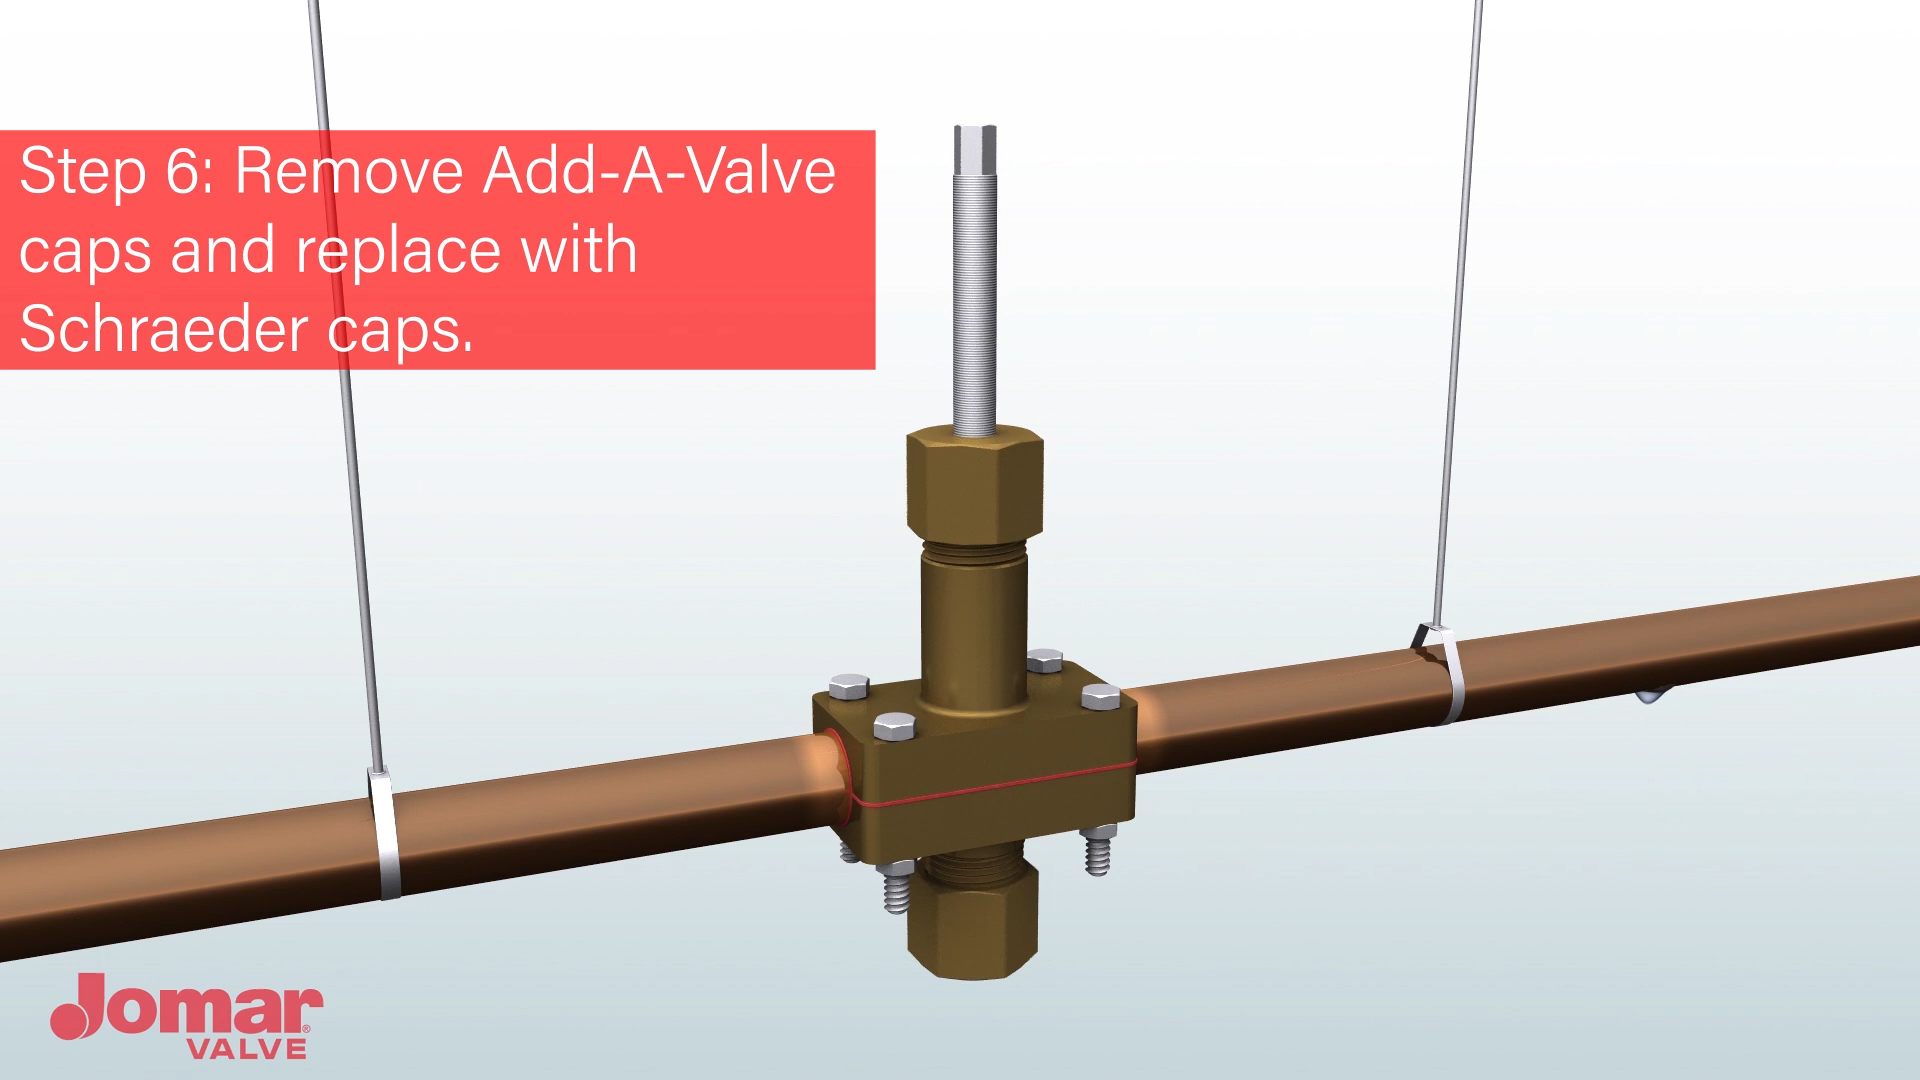 Step 6: Remove Add-A-Valve
caps and replace with
Schraeder caps.
Jomar®
VALVE